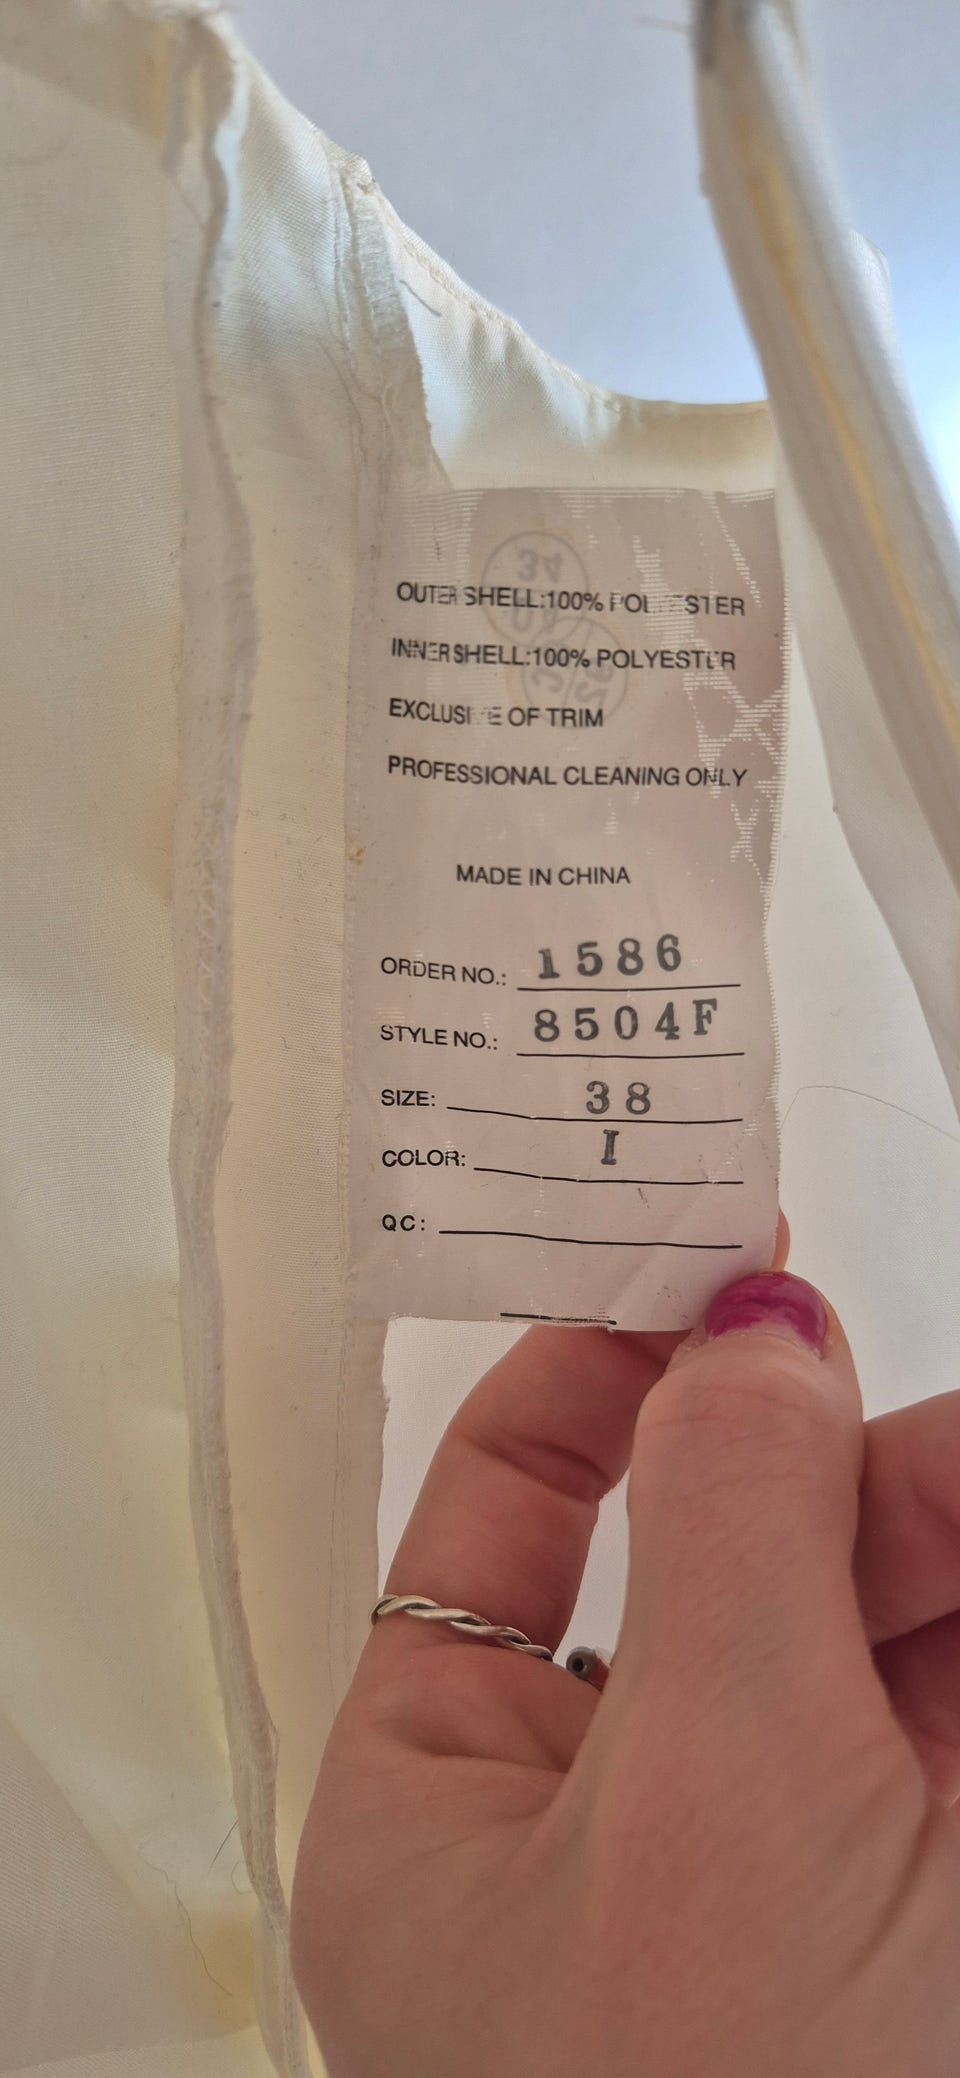 OUTER SHELL:100% POLYESTER
INNER SHELL:100% POLYESTER
EXCLUSIVE OF TRIM
PROFESSIONAL CLEANING ONLY
MADE IN CHINA
ORDER NO.: 1586
STYLE NO.: 8504F
SIZE: 38
COLOR: I
QC: